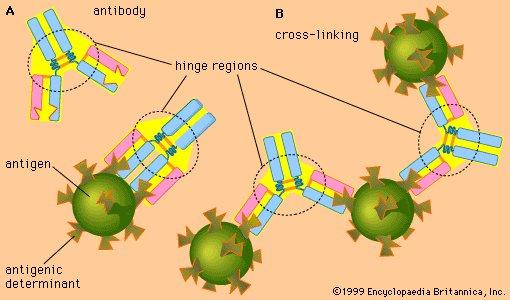 A
antibody
B
cross-linking
hinge regions
antigen
antigenic
determinant
©1999 Encyclopaedia Britannica, Inc.